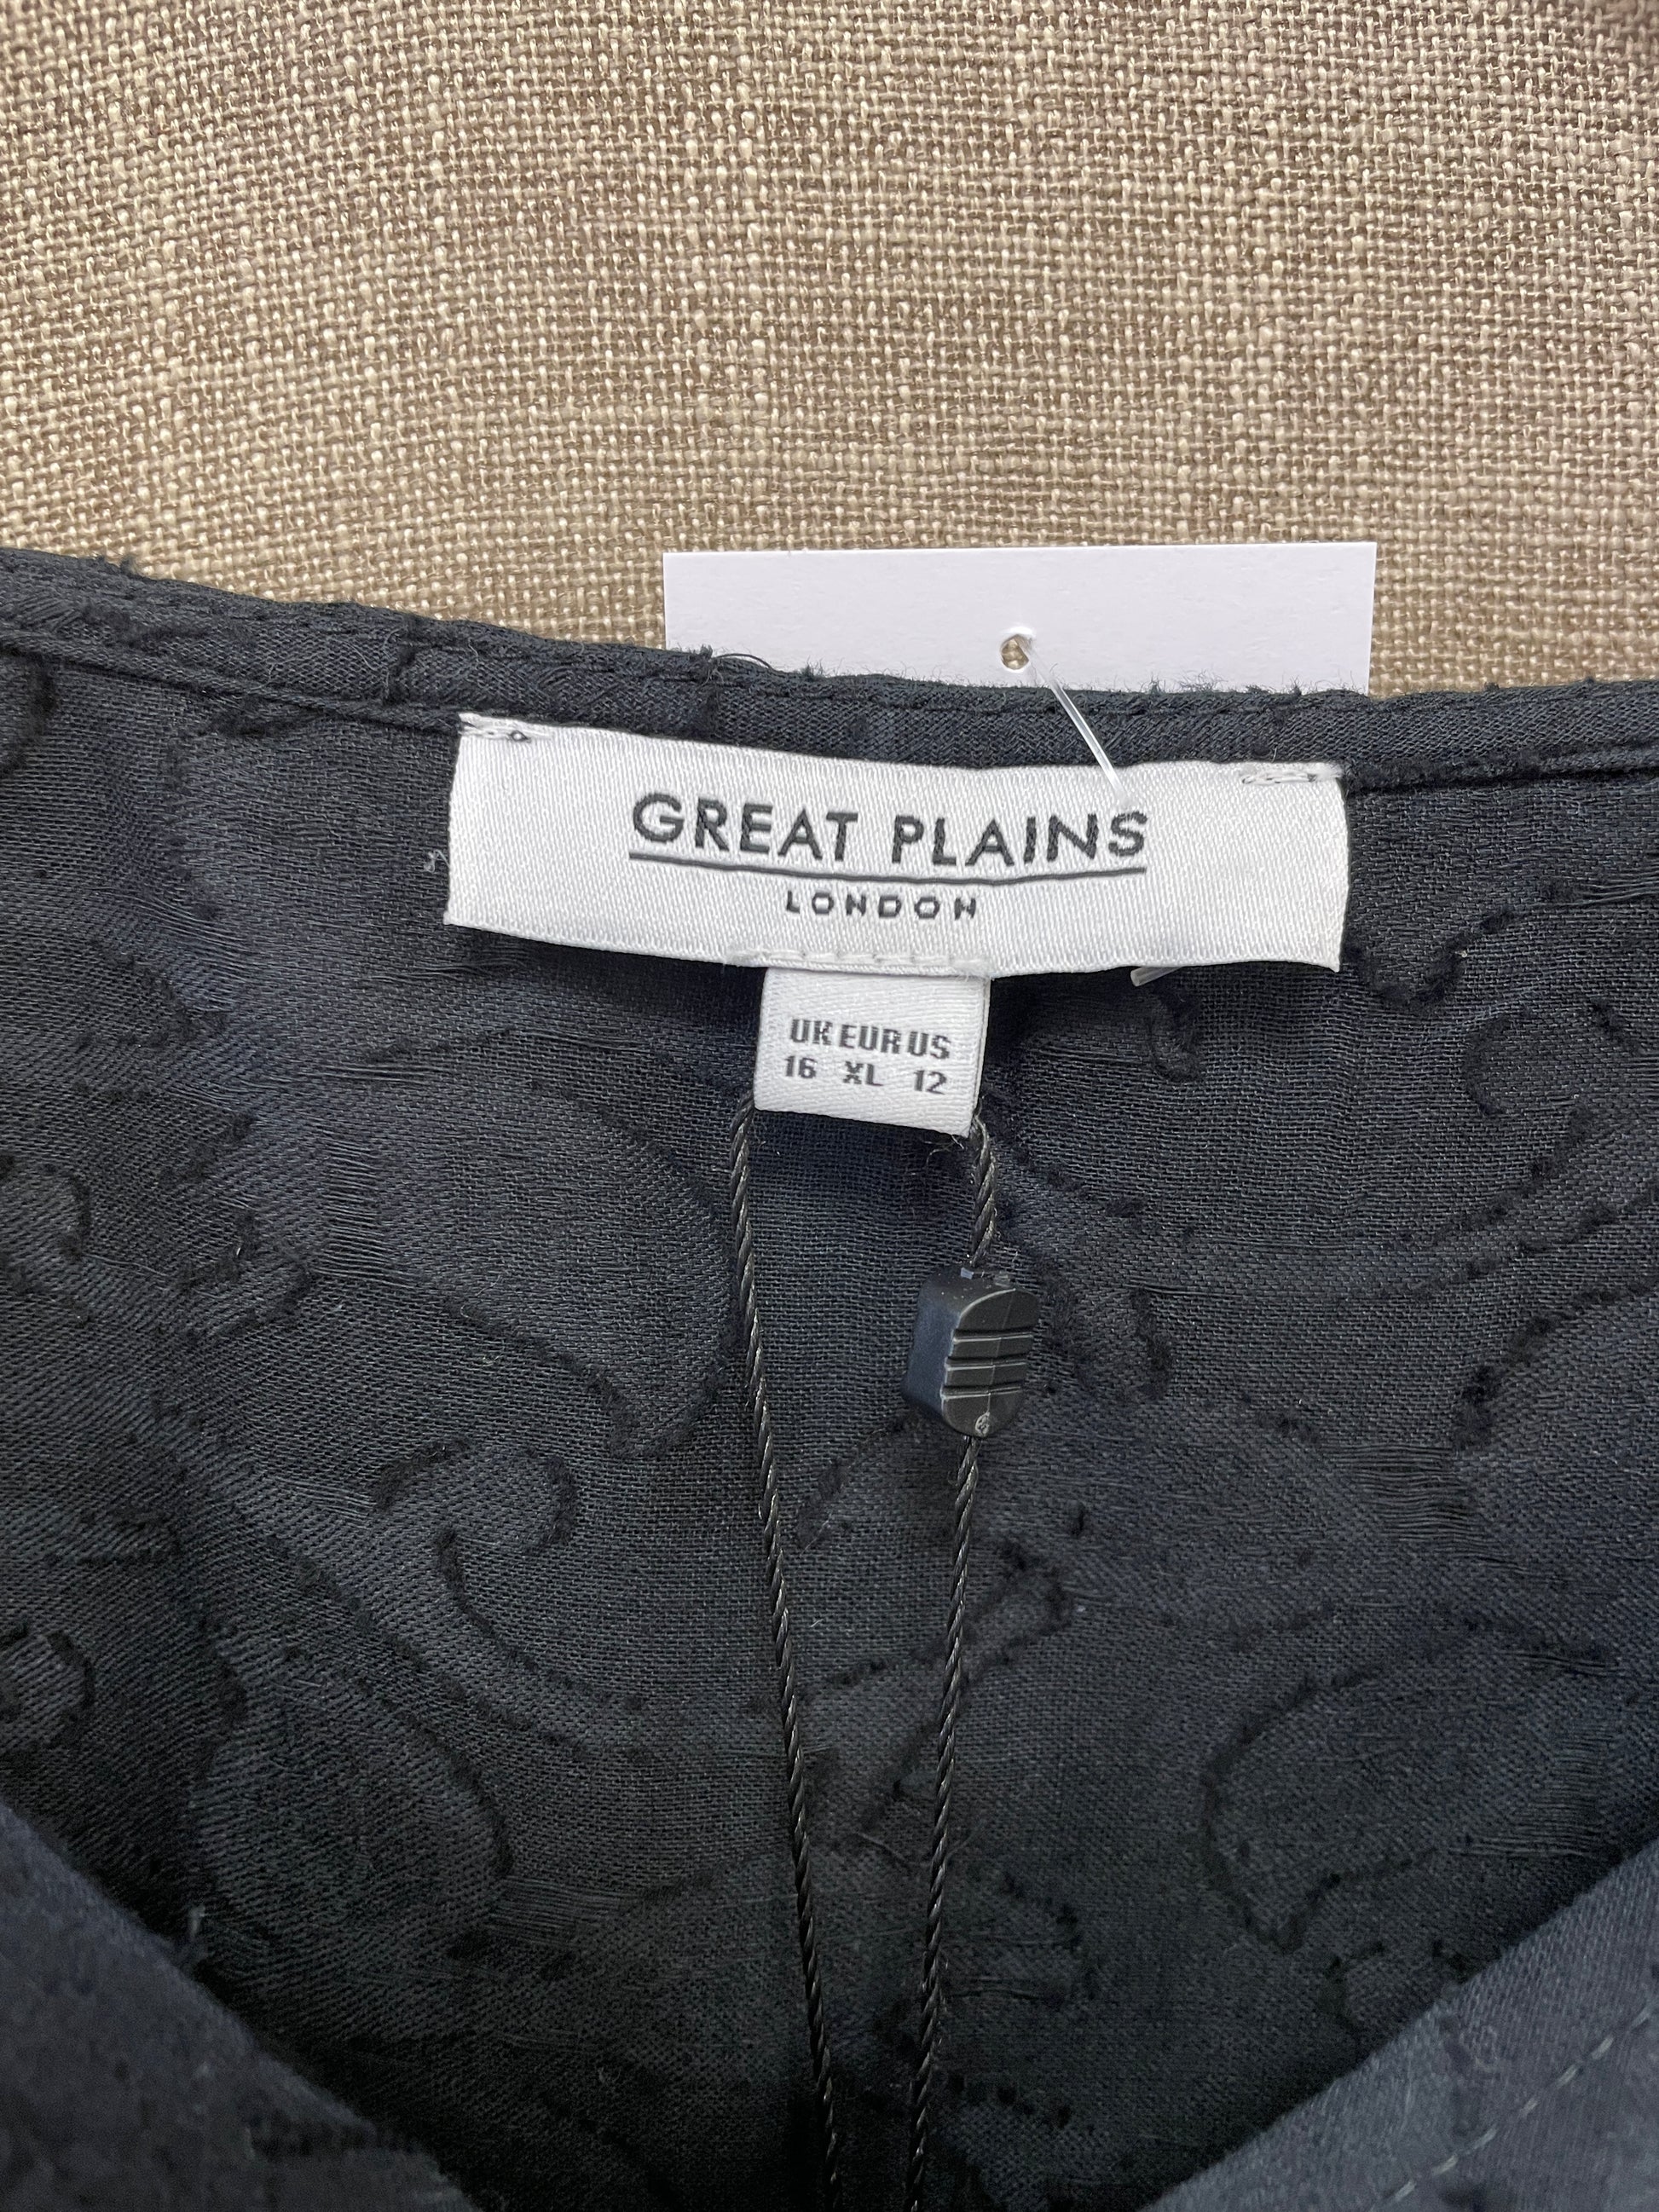 GREAT PLAINS
LONDON
UK EUR US
16 XL 12